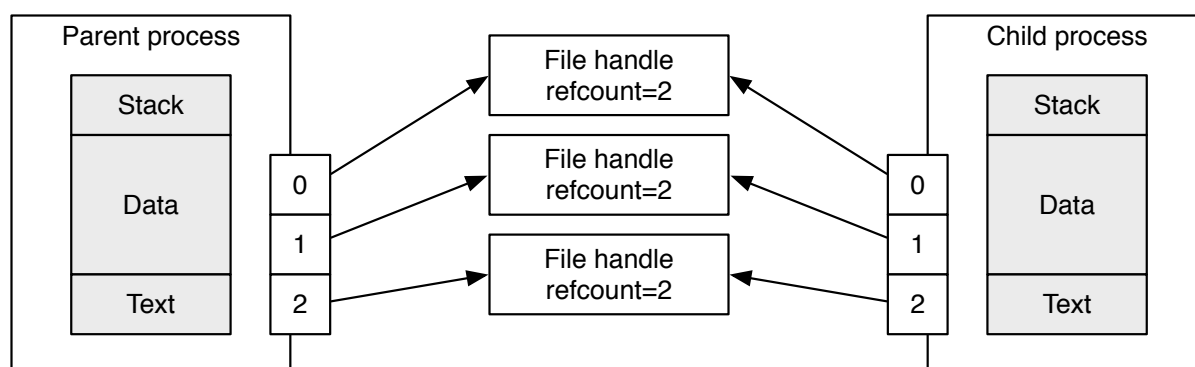 Parent process
Stack
Data
Text
0
1
2
File handle
refcount=2
File handle
refcount=2
File handle
refcount=2
Child process
0
1
2
Stack
Data
Text